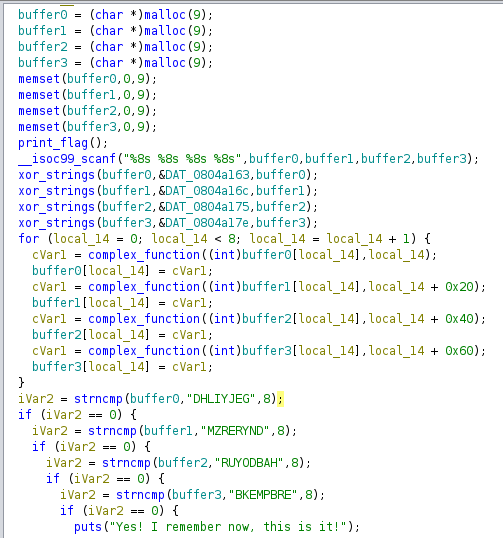 buffer0 = (char *)malloc(9);
buffer1 = (char *)malloc(9);
buffer2 = (char *)malloc(9);
buffer3 = (char *)malloc(9);
memset(buffer0,0,9);
memset(buffer1,0,9);
memset(buffer2,0,9);
memset(buffer3,0,9);
print_flag();
__isoc99_scanf("%8s %8s %8s %8s",buffer0,buffer1,buffer2,buffer3);
xor_strings(buffer0,&DAT_0804a163,buffer0);
xor_strings(buffer1,&DAT_0804a16c,buffer1);
xor_strings(buffer2,&DAT_0804a175,buffer2);
xor_strings(buffer3,&DAT_0804a17e,buffer3);
for (local_14 = 0; local_14 < 8; local_14 = local_14 + 1) {
  cVar1 = complex_function((int)buffer0[local_14],local_14);
  buffer0[local_14] = cVar1;
  cVar1 = complex_function((int)buffer1[local_14],local_14 + 0x20);
  buffer1[local_14] = cVar1;
  cVar1 = complex_function((int)buffer2[local_14],local_14 + 0x40);
  buffer2[local_14] = cVar1;
  cVar1 = complex_function((int)buffer3[local_14],local_14 + 0x60);
  buffer3[local_14] = cVar1;
}
iVar2 = strncmp(buffer0,"DHLIYJEG",8);
if (iVar2 == 0) {
  iVar2 = strncmp(buffer1,"MZRERYND",8);
  if (iVar2 == 0) {
    iVar2 = strncmp(buffer2,"RUYODBAH",8);
    if (iVar2 == 0) {
      iVar2 = strncmp(buffer3,"BKEMPBRE",8);
      if (iVar2 == 0) {
        puts("Yes! I remember now, this is it!");